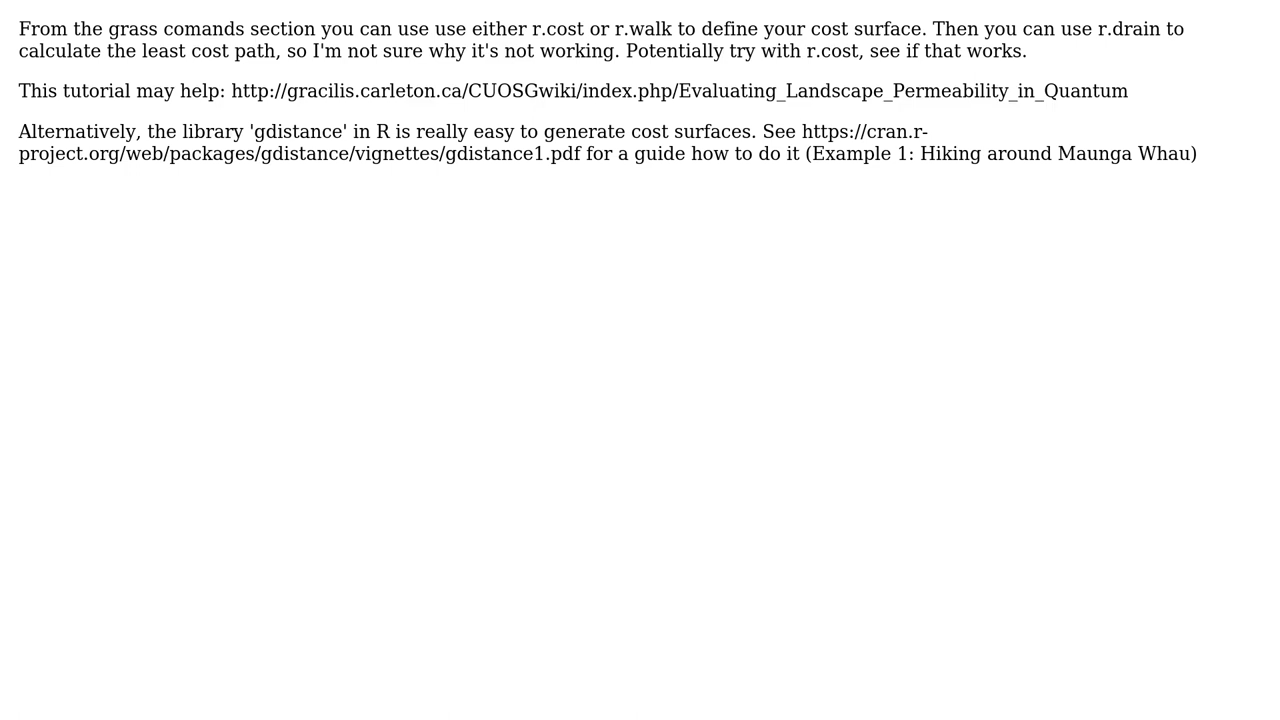 From the grass comands section you can use use either r.cost or r.walk to define your cost surface. Then you can use r.drain to
calculate the least cost path, so I'm not sure why it's not working. Potentially try with r.cost, see if that works.
This tutorial may help: http://gracilis.carleton.ca/CUOSGwiki/index.php/Evaluating_Landscape_Permeability_in_Quantum
Alternatively, the library 'gdistance' in R is really easy to generate cost surfaces. See https://cran.r-
project.org/web/packages/gdistance/vignettes/gdistance1.pdf for a guide how to do it (Example 1: Hiking around Maunga Whau)